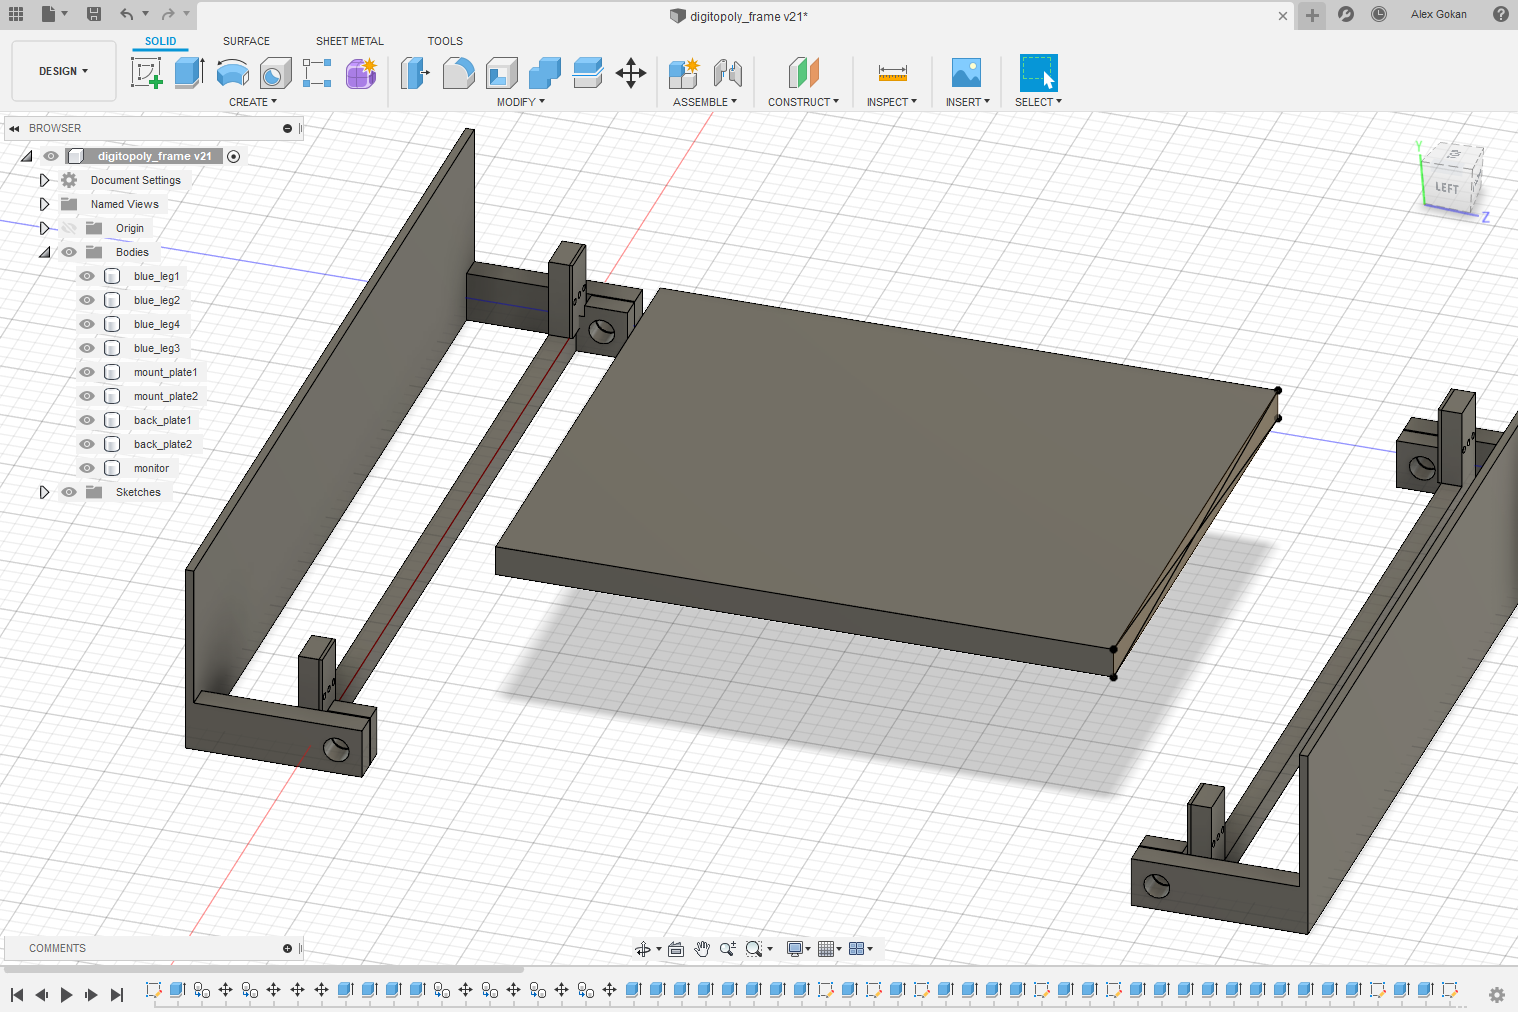 digitopoly_frame v21*
Alex Gokan
DESIGN
SOLID
SURFACE
SHEET METAL
TOOLS
CREATE
MODIFY
ASSEMBLE
CONSTRUCT
INSPECT
INSERT
SELECT
BROWSER
digitopoly_frame v21
Document Settings
Named Views
Origin
Bodies
blue_leg1
blue_leg2
blue_leg4
blue_leg3
mount_plate1
mount_plate2
back_plate1
back_plate2
monitor
Sketches
Y
LEFT
Z
COMMENTS